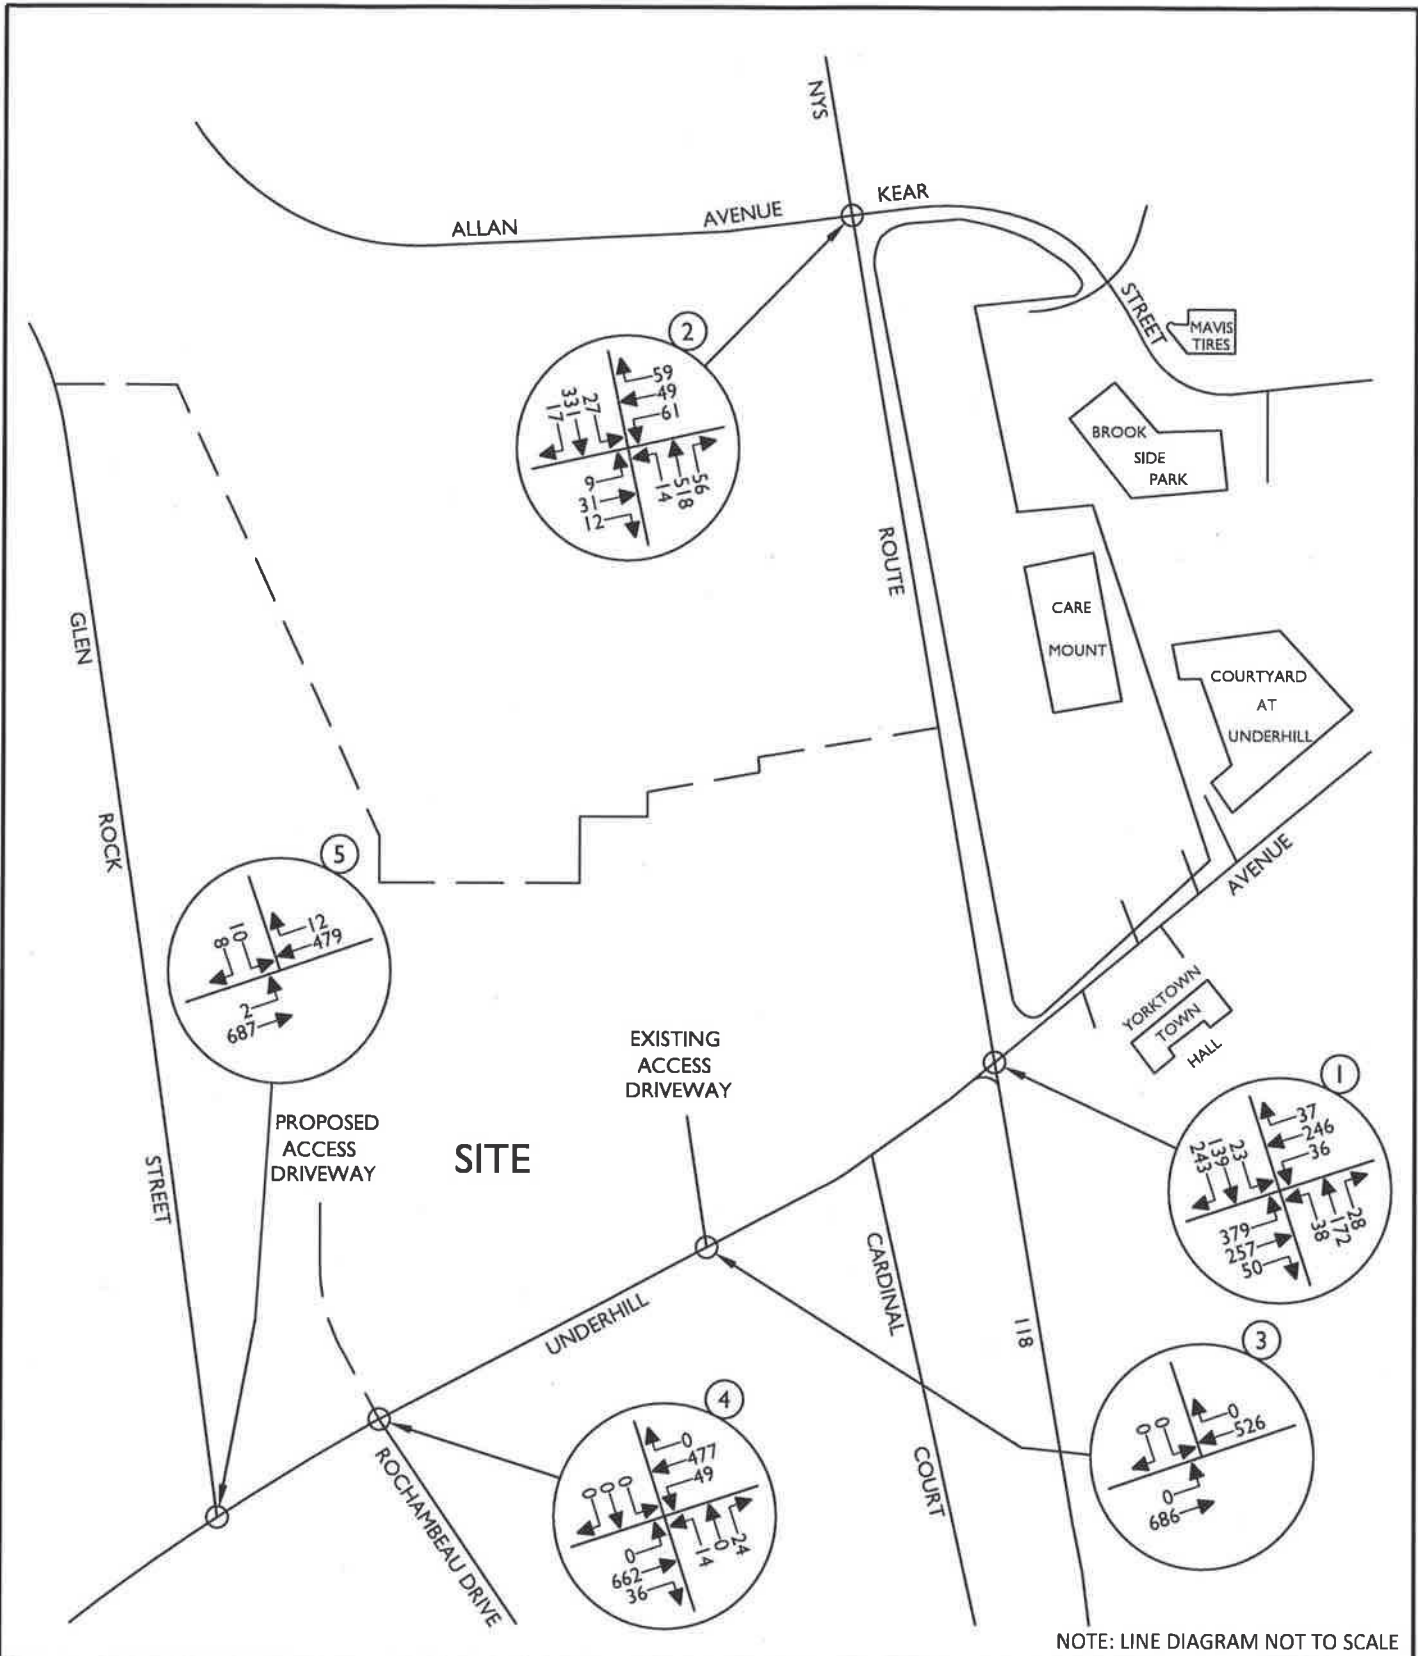 NYS
KEAR
ALLAN
AVENUE
STREET
MAVIS
TIRES
2
59
49
61
27
331
17
9
31
12
14
518
56
BROOK
SIDE
PARK
ROUTE
CARE
MOUNT
GLEN
COURTYARD
AT
UNDERHILL
ROCK
5
AVENUE
12
479
10
8
2
687
YORKTOWN
TOWN
HALL
EXISTING
ACCESS
DRIVEWAY
1
PROPOSED
ACCESS
DRIVEWAY
SITE
37
246
36
23
139
243
379
257
50
38
172
28
STREET
CARDINAL
UNDERHILL
118
3
0
526
0
0
0
686
4
0
477
49
0
0
0
0
662
36
14
0
24
COURT
ROCHAMBEAU DRIVE
NOTE: LINE DIAGRAM NOT TO SCALE